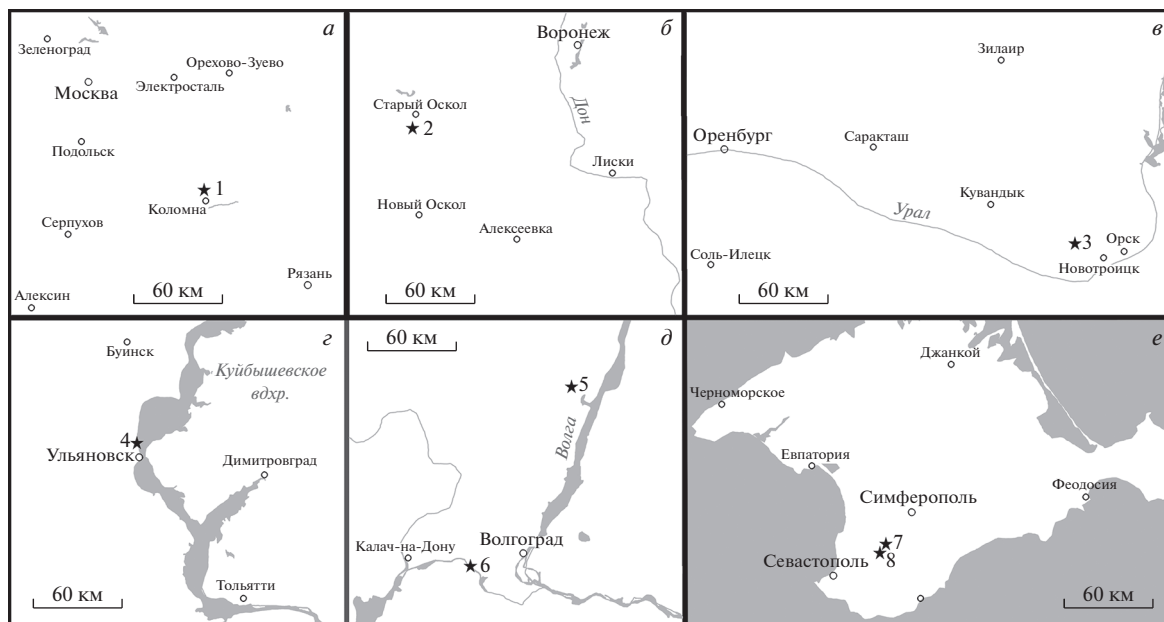 а
Зеленоград
Орехово-Зуево
Москва
Электросталь
Подольск
1
Коломна
Серпухов
Рязань
Алексин
60 км
б
Воронеж
Старый Оскол
2
Дон
Лиски
Новый Оскол
Алексеевка
60 км
в
Зилаир
Оренбург
Саракташ
Кувандык
Урал
3
Орск
Новотроицк
Соль-Илецк
60 км
г
Буинск
Куйбышевское
вдхр.
4
Ульяновск
Димитровград
Тольятти
60 км
д
60 км
5
Волга
Калач-на-Дону
Волгоград
6
е
Джанкой
Черноморское
Евпатория
Феодосия
Симферополь
7
8
Севастополь
60 км